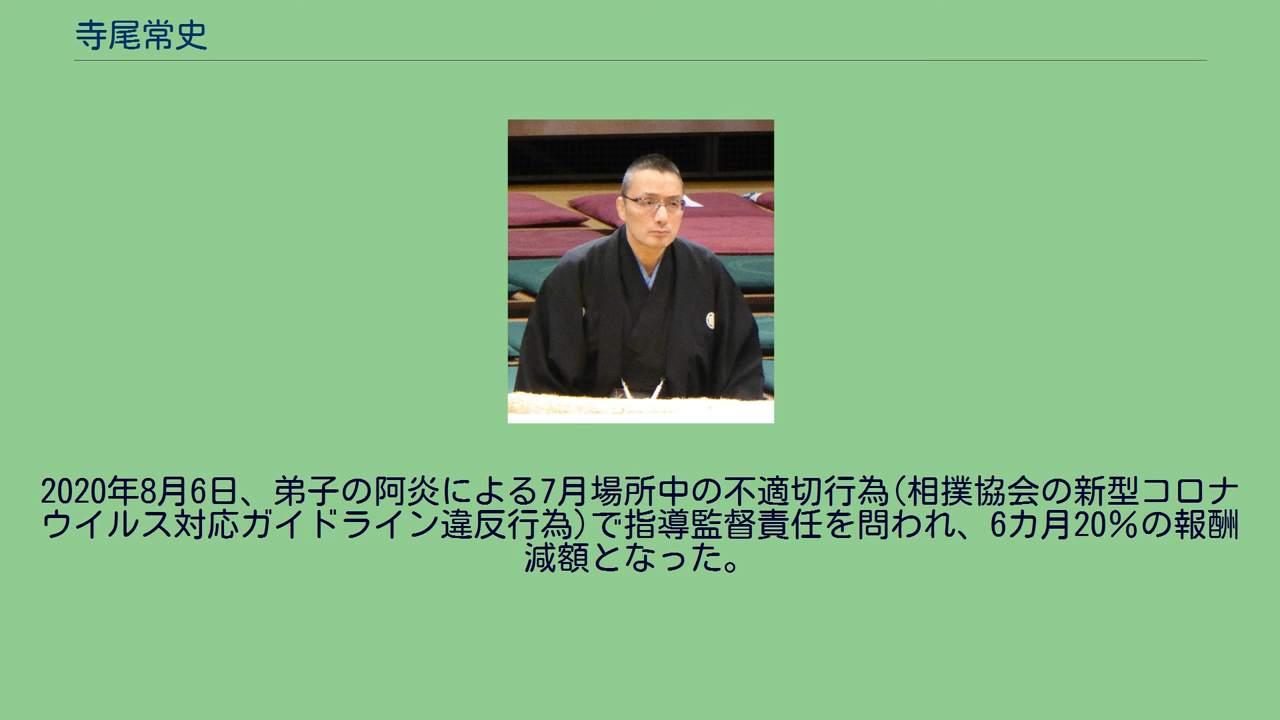 寺尾常史
2020年8月6日、弟子の阿炎による7月場所中の不適切行為(相撲協会の新型コロナ
ウイルス対応ガイドライン違反行為)で指導監督責任を問われ、6カ月20%の報酬
減額となった。